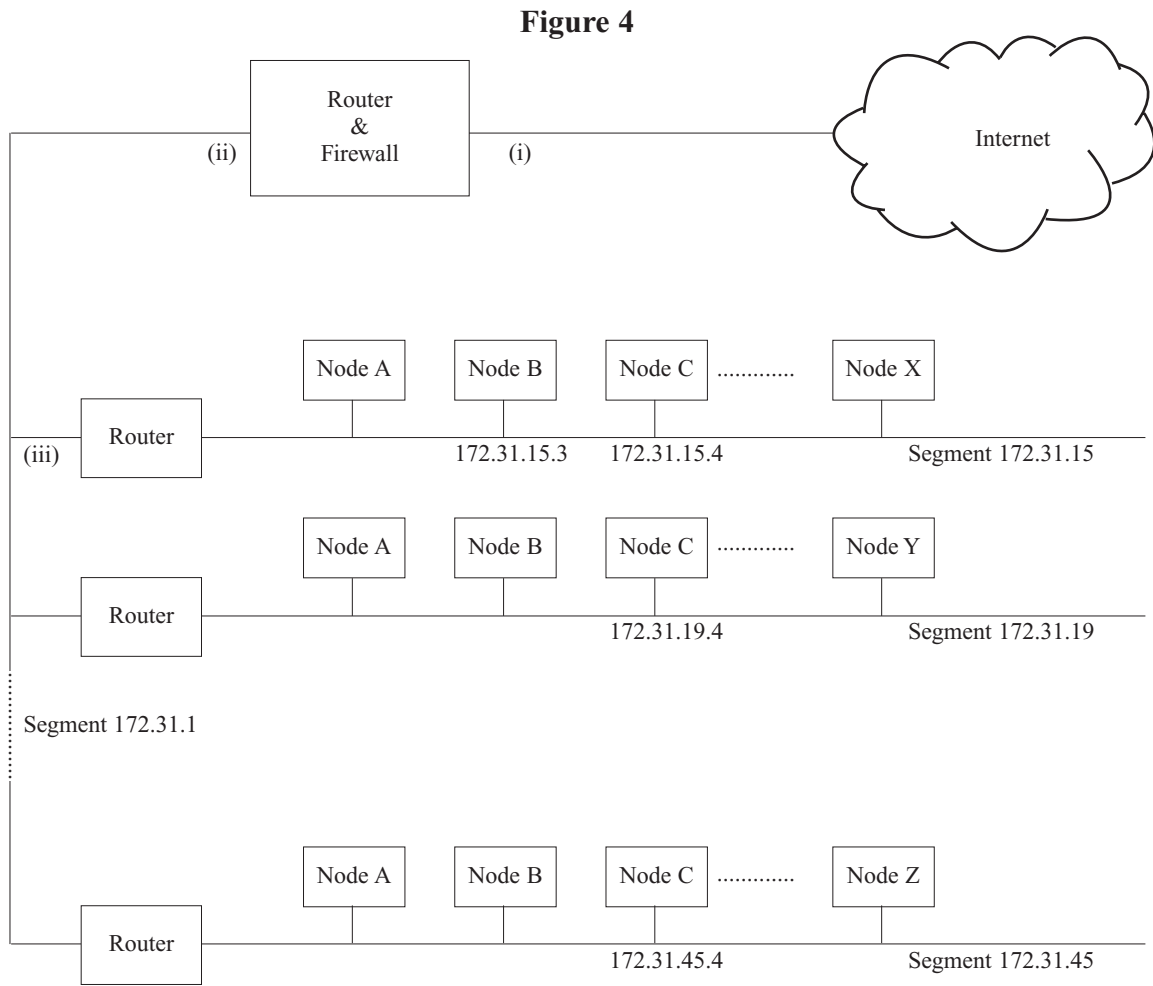 Figure 4
Router
&
Firewall
(ii)
(i)
Internet
Node A
Node B
Node C
.............
Node X
Router
(iii)
172.31.15.3
172.31.15.4
Segment 172.31.15
Node A
Node B
Node C
.............
Node Y
Router
172.31.19.4
Segment 172.31.19
Segment 172.31.1
Node A
Node B
Node C
.............
Node Z
Router
172.31.45.4
Segment 172.31.45